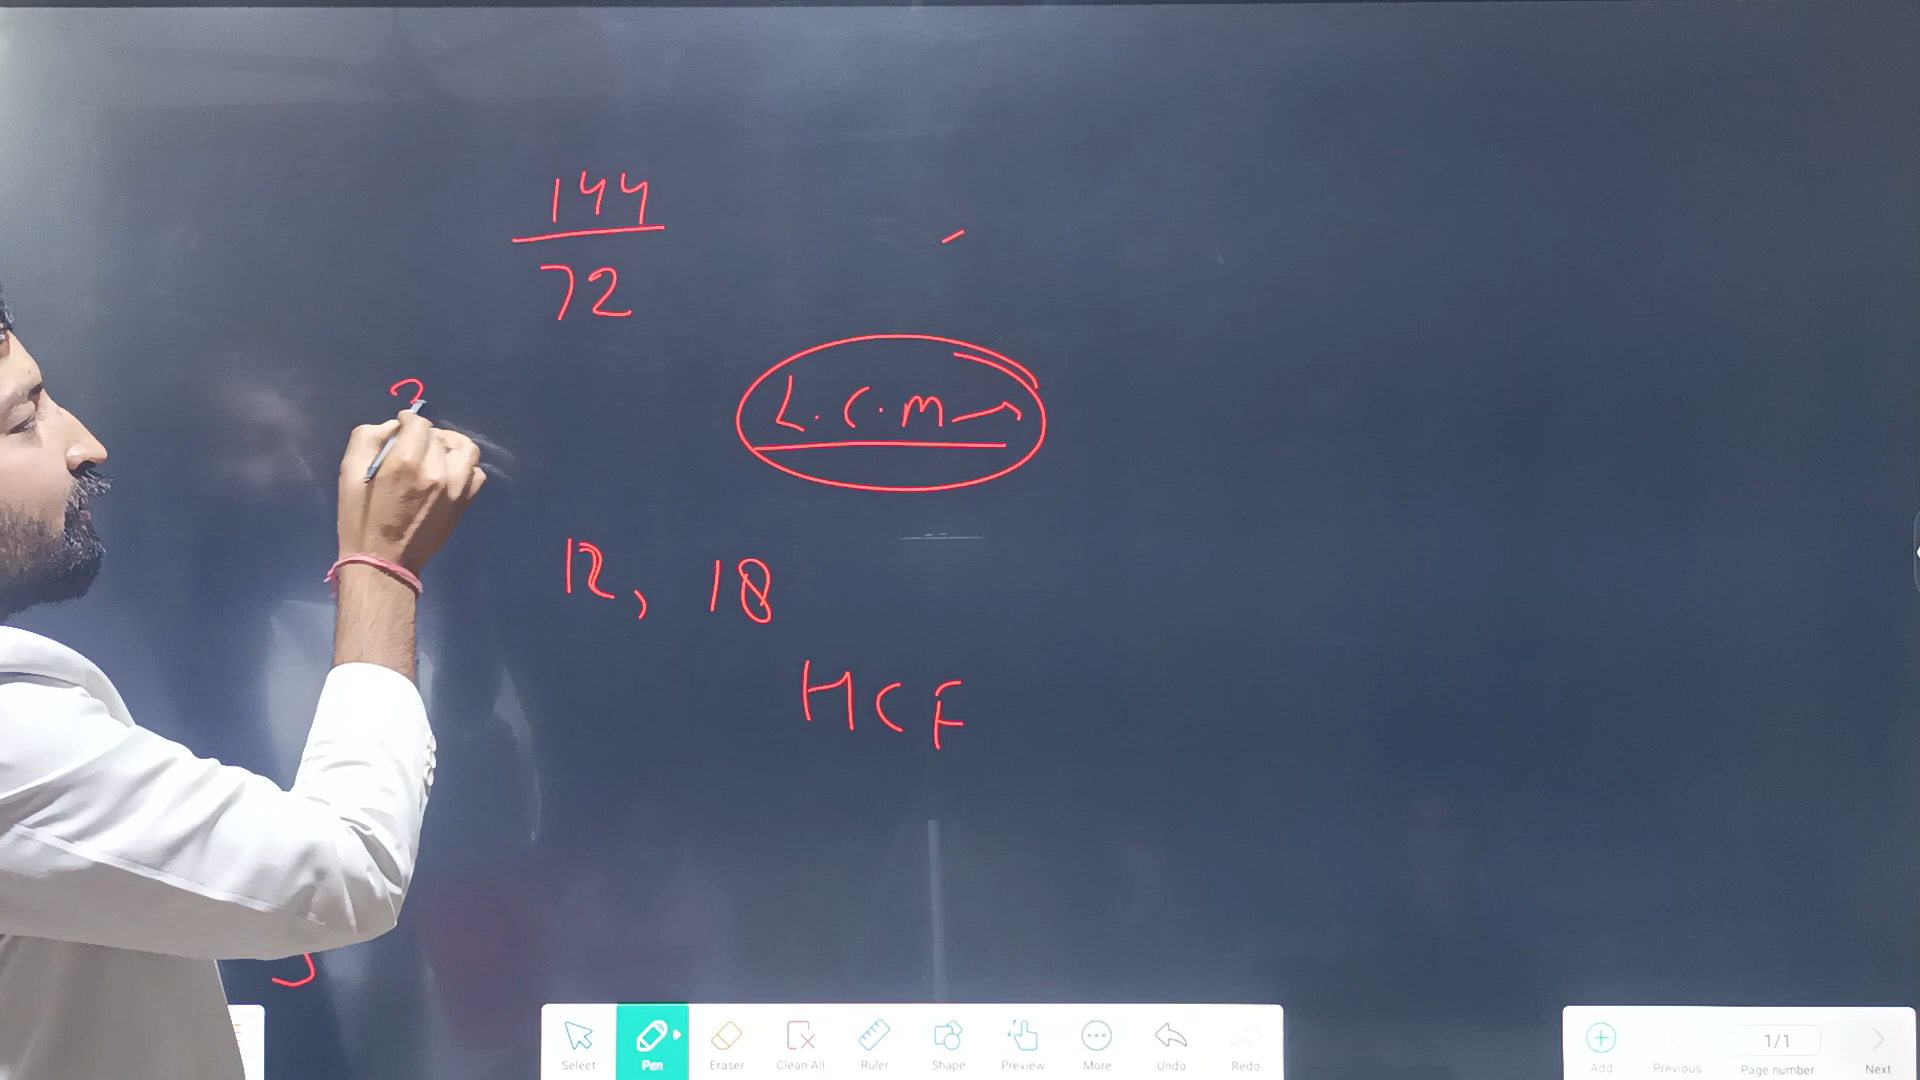 144
72
L.C.M→
12, 18
HCF
Select Pen Eraser Clean All Ruler Shape Preview More Undo Redo
Add Previous 1/1 Page number Next